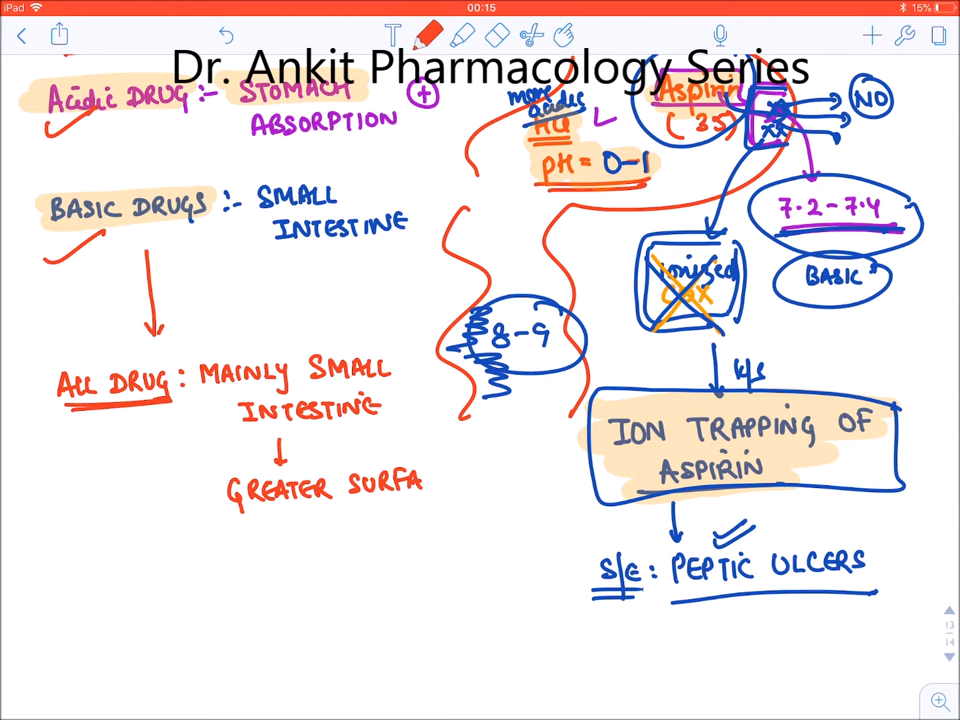 iPad
00:15
15%
T
Dr. Ankit Pharmacology Series
Acidic DRUG :- STOMACH +
ABSORPTION
BASIC DRUGS :- SMALL
INTESTINE
ALL DRUG : MAINLY SMALL
INTESTINE
GREATER SURFA
more
acidic
HCl
pH = 0-1
8-9
Aspirin
(3.5)
NO
7.2-7.4
BASIC
ionised
k/s
ION TRAPPING OF
ASPIRIN
S/E : PEPTIC ULCERS
13
14